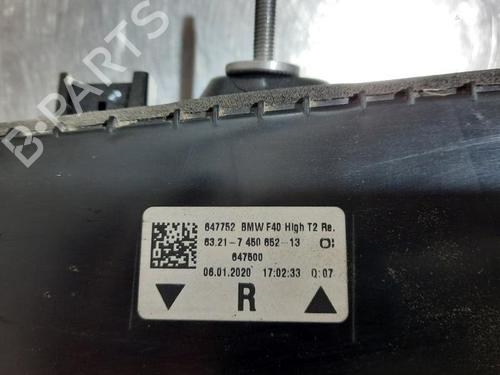 B-PARTS
647752 BMW F40 High T2 Re.
63.21-7 450 652-13
647600
06.01.2020 17:02:33 0:07
R